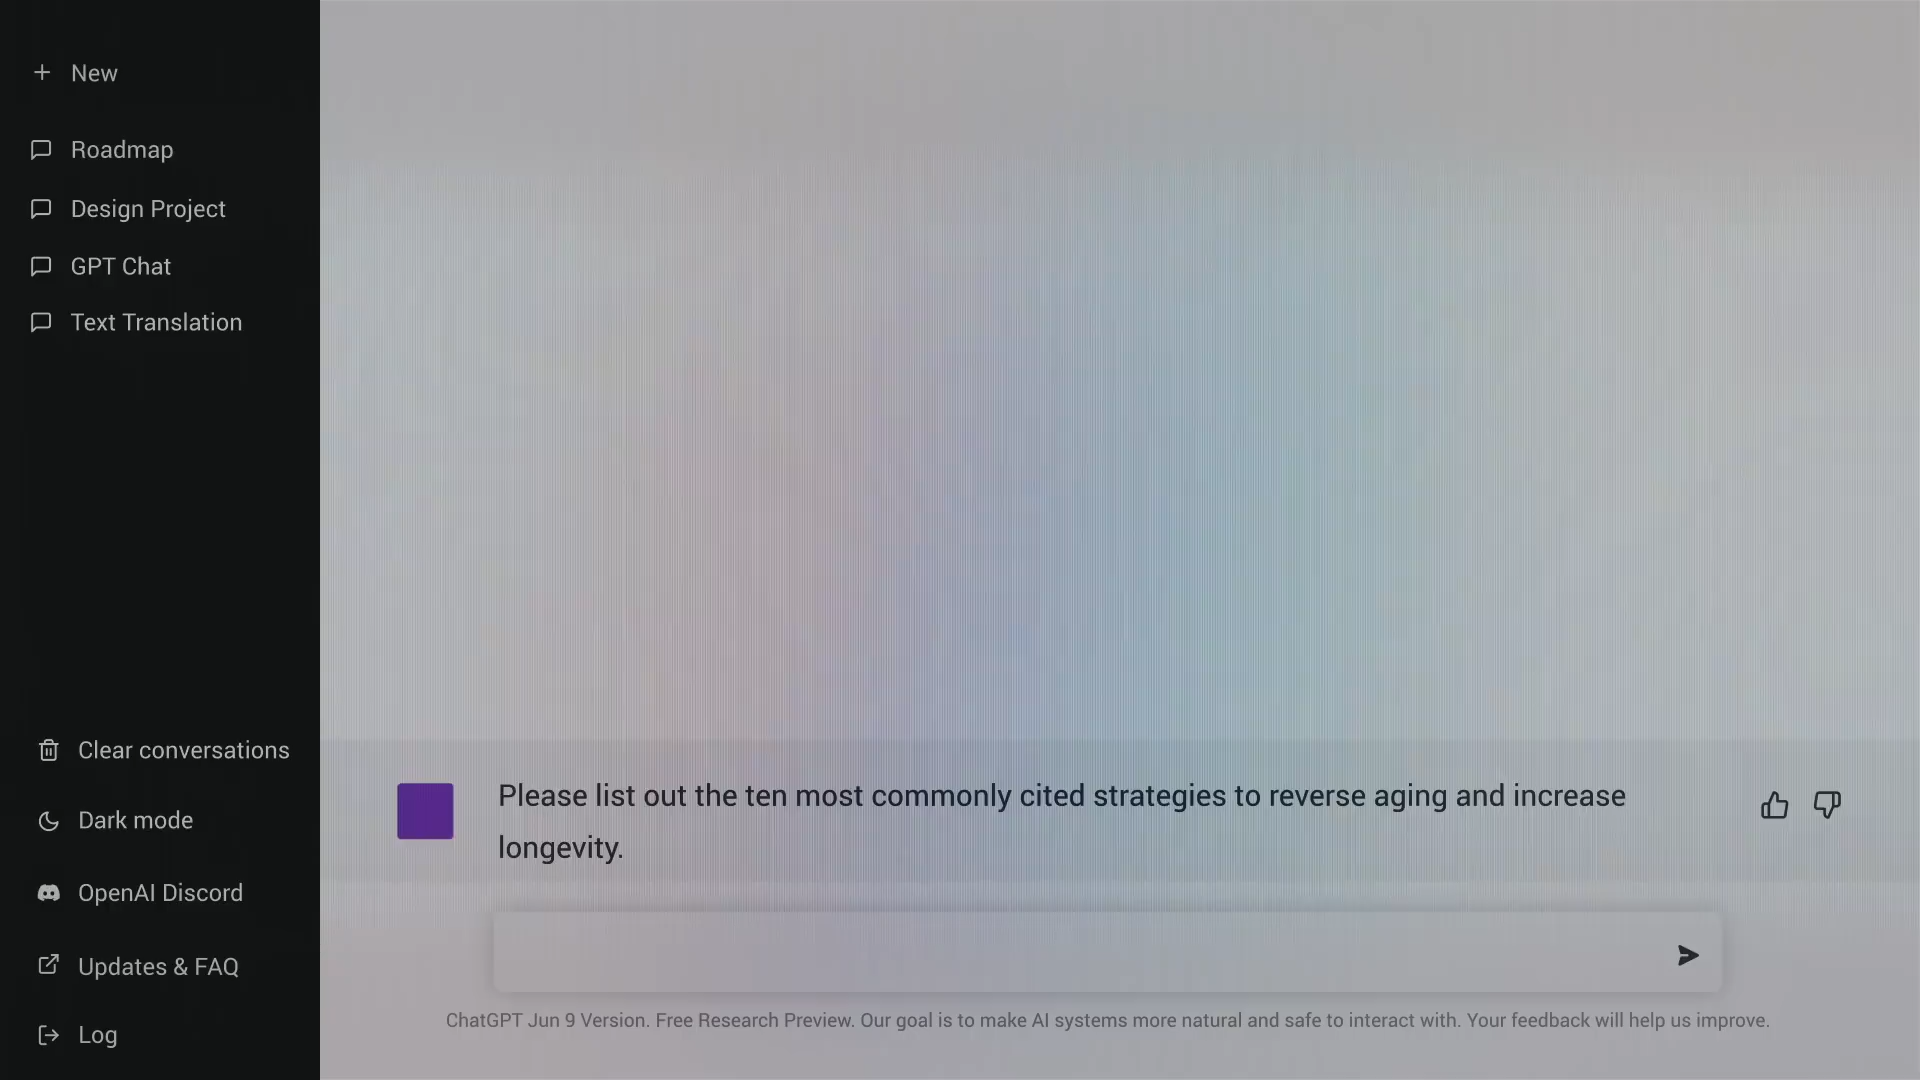 New
Roadmap
Design Project
GPT Chat
Text Translation
Clear conversations
Dark mode
OpenAI Discord
Updates & FAQ
Log
Please list out the ten most commonly cited strategies to reverse aging and increase
longevity.
ChatGPT Jun 9 Version. Free Research Preview. Our goal is to make AI systems more natural and safe to interact with. Your feedback will help us improve.